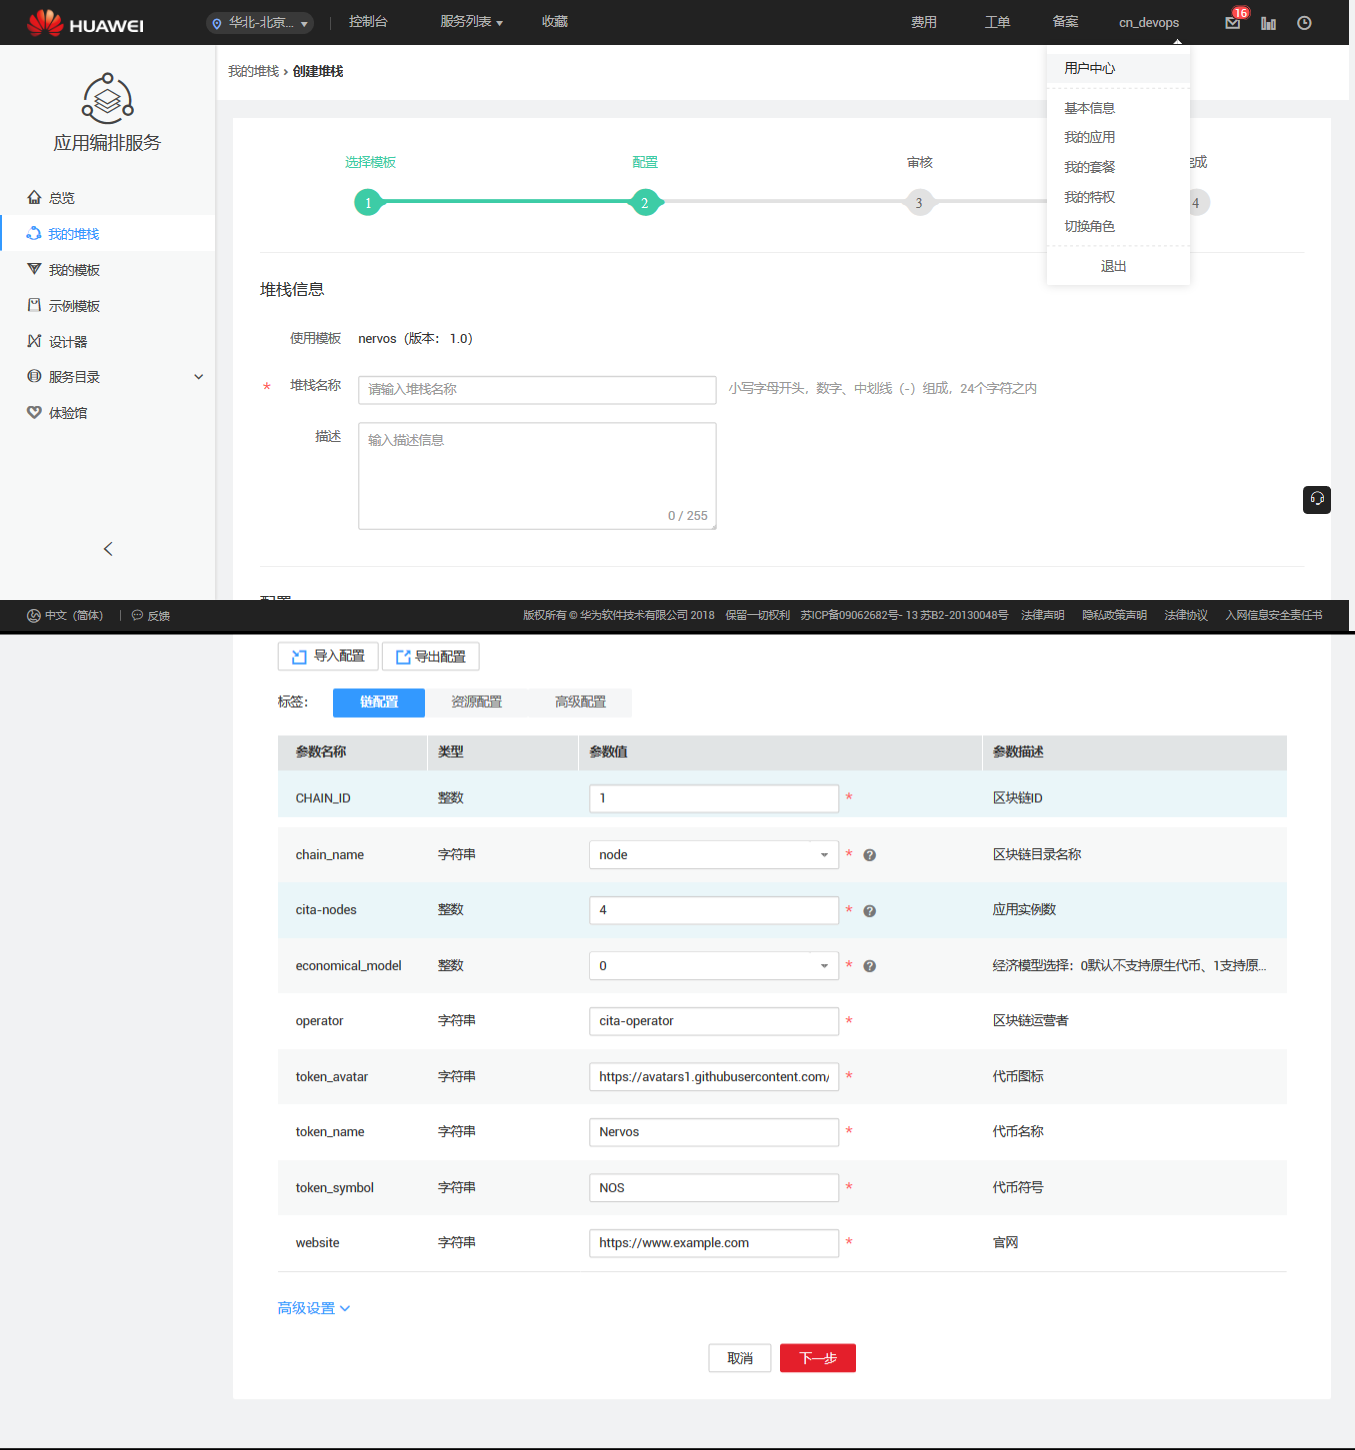 HUAWEI 华北-北京... 控制台 服务列表 收藏 费用 工单 备案 cn_devops 16
我的堆栈 › 创建堆栈
用户中心
基本信息
我的应用
我的套餐
我的特权
切换角色
退出
应用编排服务
总览
我的堆栈
我的模板
示例模板
设计器
服务目录
体验馆
选择模板 配置 审核
1 2 3 4
堆栈信息
使用模板 nervos（版本： 1.0）
* 堆栈名称 请输入堆栈名称 小写字母开头，数字、中划线（-）组成，24个字符之内
描述 输入描述信息
0 / 255
中文（简体） | 反馈 版权所有 © 华为软件技术有限公司 2018 保留一切权利 苏ICP备09062682号- 13 苏B2-20130048号 法律声明 隐私政策声明 法律协议 入网信息安全责任书
导入配置 导出配置
标签： 链配置 资源配置 高级配置
参数名称 类型 参数值 参数描述
CHAIN_ID 整数 1 * 区块链ID
chain_name 字符串 node * ? 区块链目录名称
cita-nodes 整数 4 * ? 应用实例数
economical_model 整数 0 * ? 经济模型选择：0默认不支持原生代币、1支持原...
operator 字符串 cita-operator * 区块链运营者
token_avatar 字符串 https://avatars1.githubusercontent.com/ * 代币图标
token_name 字符串 Nervos * 代币名称
token_symbol 字符串 NOS * 代币符号
website 字符串 https://www.example.com * 官网
高级设置
取消 下一步